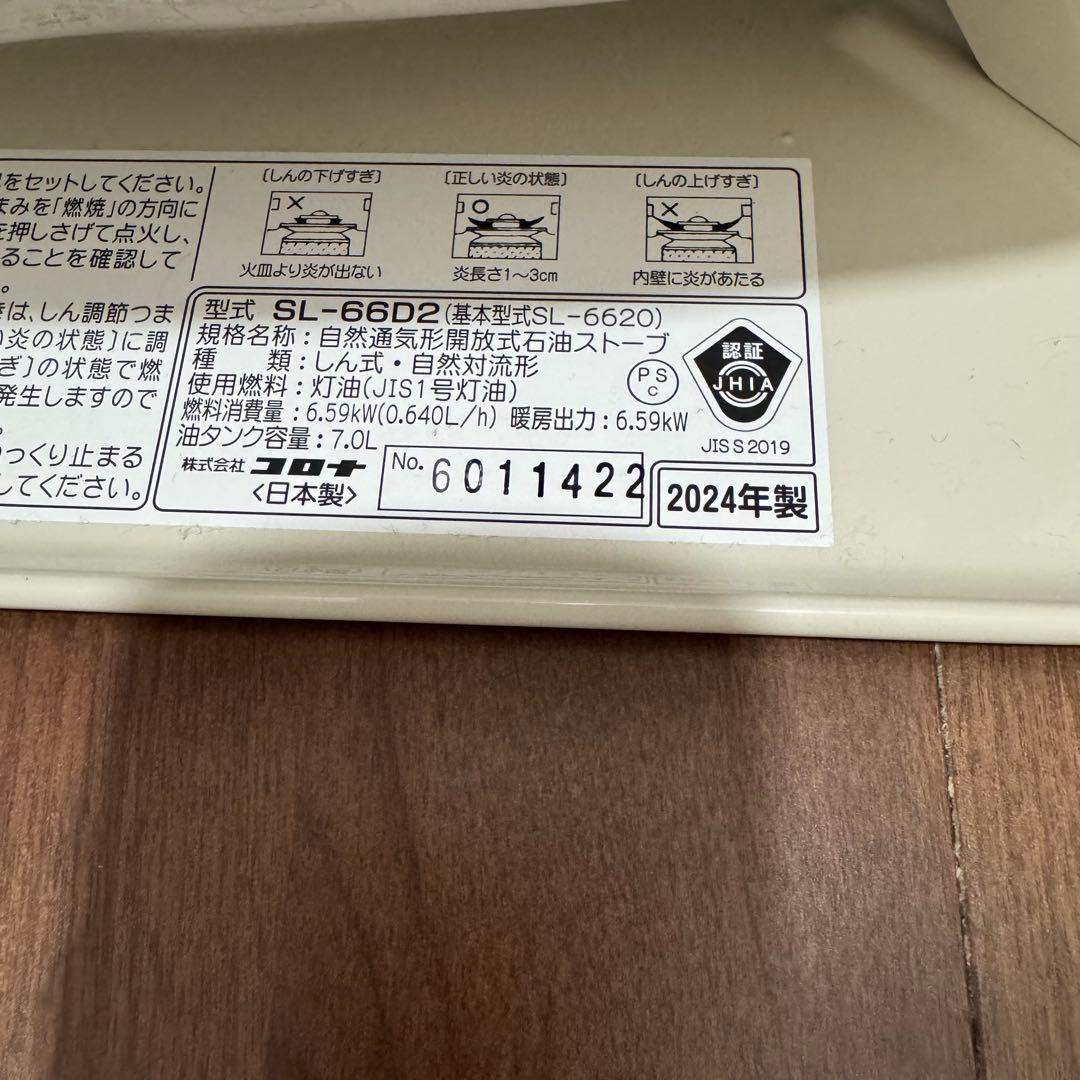 をセットしてください。
まみを「燃焼」の方向に
を押しさげて点火し、
ることを確認して
。
は、しん調節つま
い炎の状態〕に調
ぎ〕の状態で燃
発生しますので
。
っくり止まる
してください。
〔しんの下げすぎ〕
×
火皿より炎が出ない
〔正しい炎の状態〕
○
炎長さ1〜3cm
〔しんの上げすぎ〕
×
内壁に炎があたる
型式 SL-66D2(基本型式SL-6620)
規格名称:自然通気形開放式石油ストーブ
種 類:しん式・自然対流形
使用燃料:灯油(JIS1号灯油)
燃料消費量:6.59kW(0.640L/h) 暖房出力:6.59kW
油タンク容量:7.0L
株式会社 コロナ
<日本製>
No. 6011422
2024年製
PSC
認証
JHIA
JIS S 2019